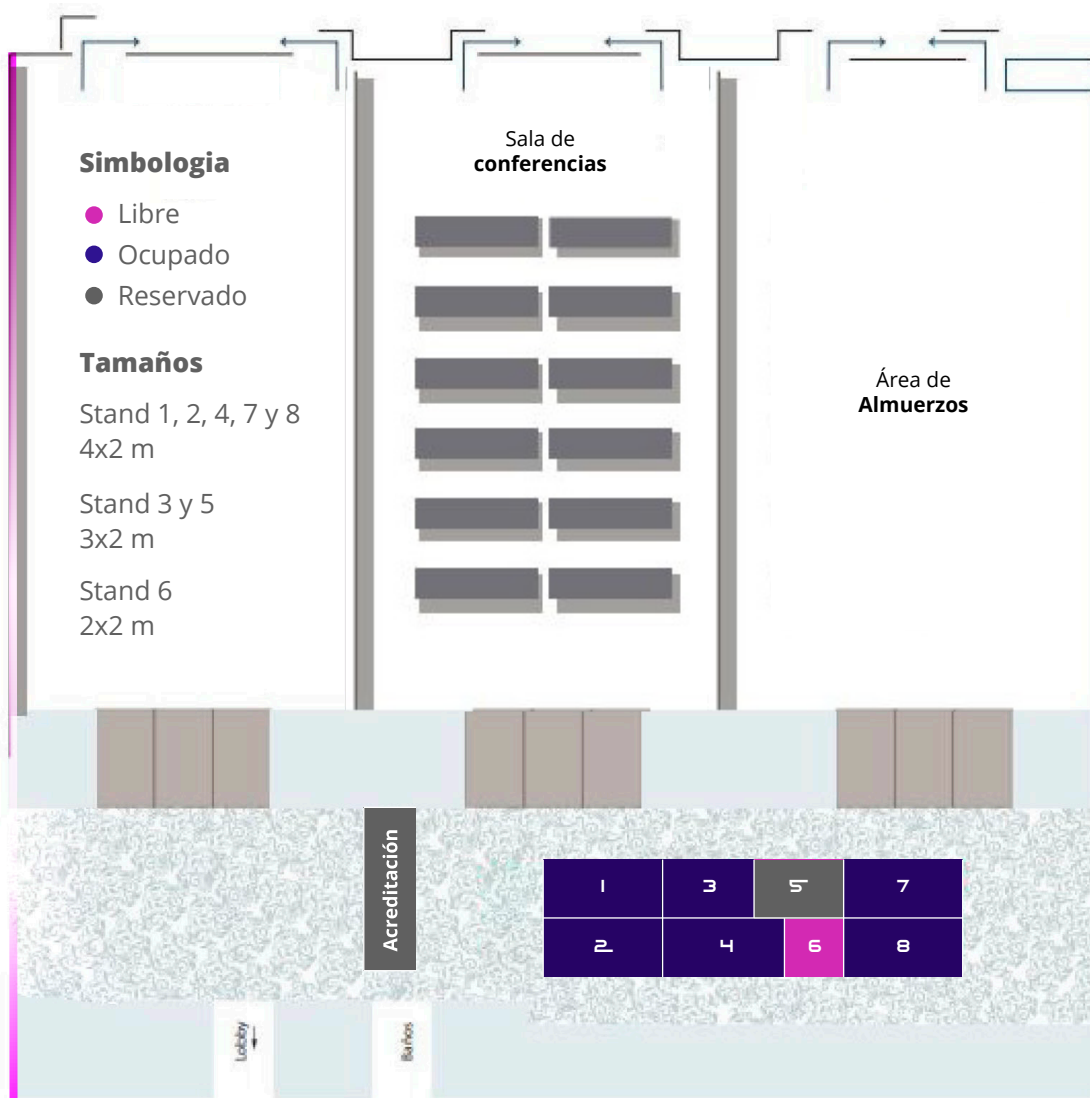 Sala de
conferencias
Simbologia
Libre
Ocupado
Reservado
Tamaños
Stand 1, 2, 4, 7 y 8
4x2 m
Stand 3 y 5
3x2 m
Stand 6
2x2 m
Área de
Almuerzos
Acreditación
1
3
5
7
2
4
6
8
Lobby
Baños